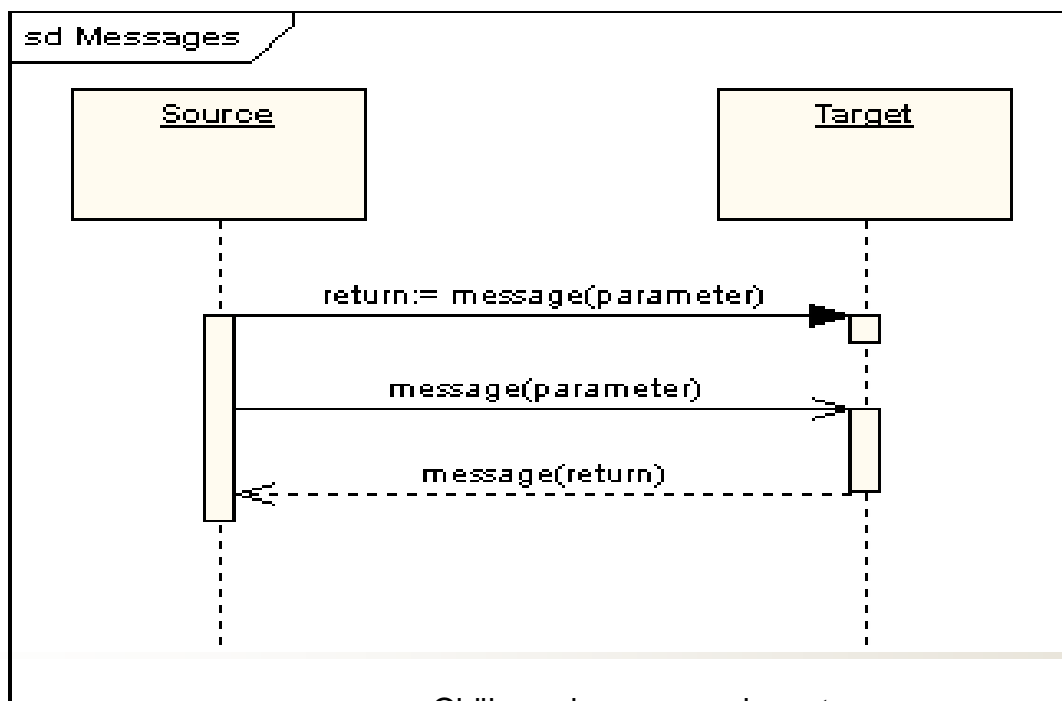 sd Messages
Source
Target
return:= message(parameter)
message(parameter)
message(return)